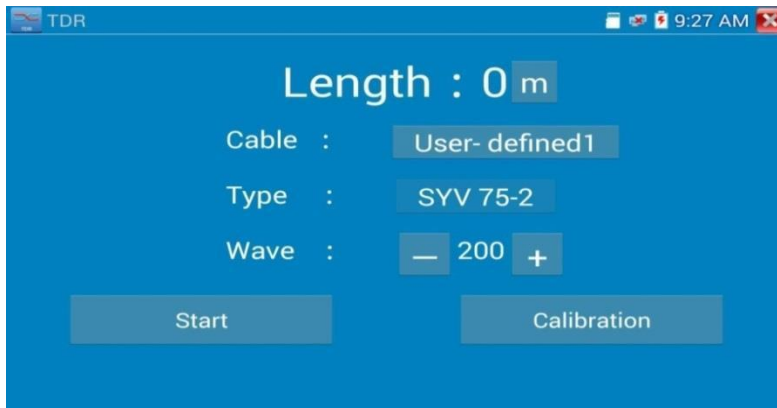 TDR 9:27 AM
Length : 0 m
Cable : User- defined1
Type : SYV 75-2
Wave : — 200 +
Start Calibration